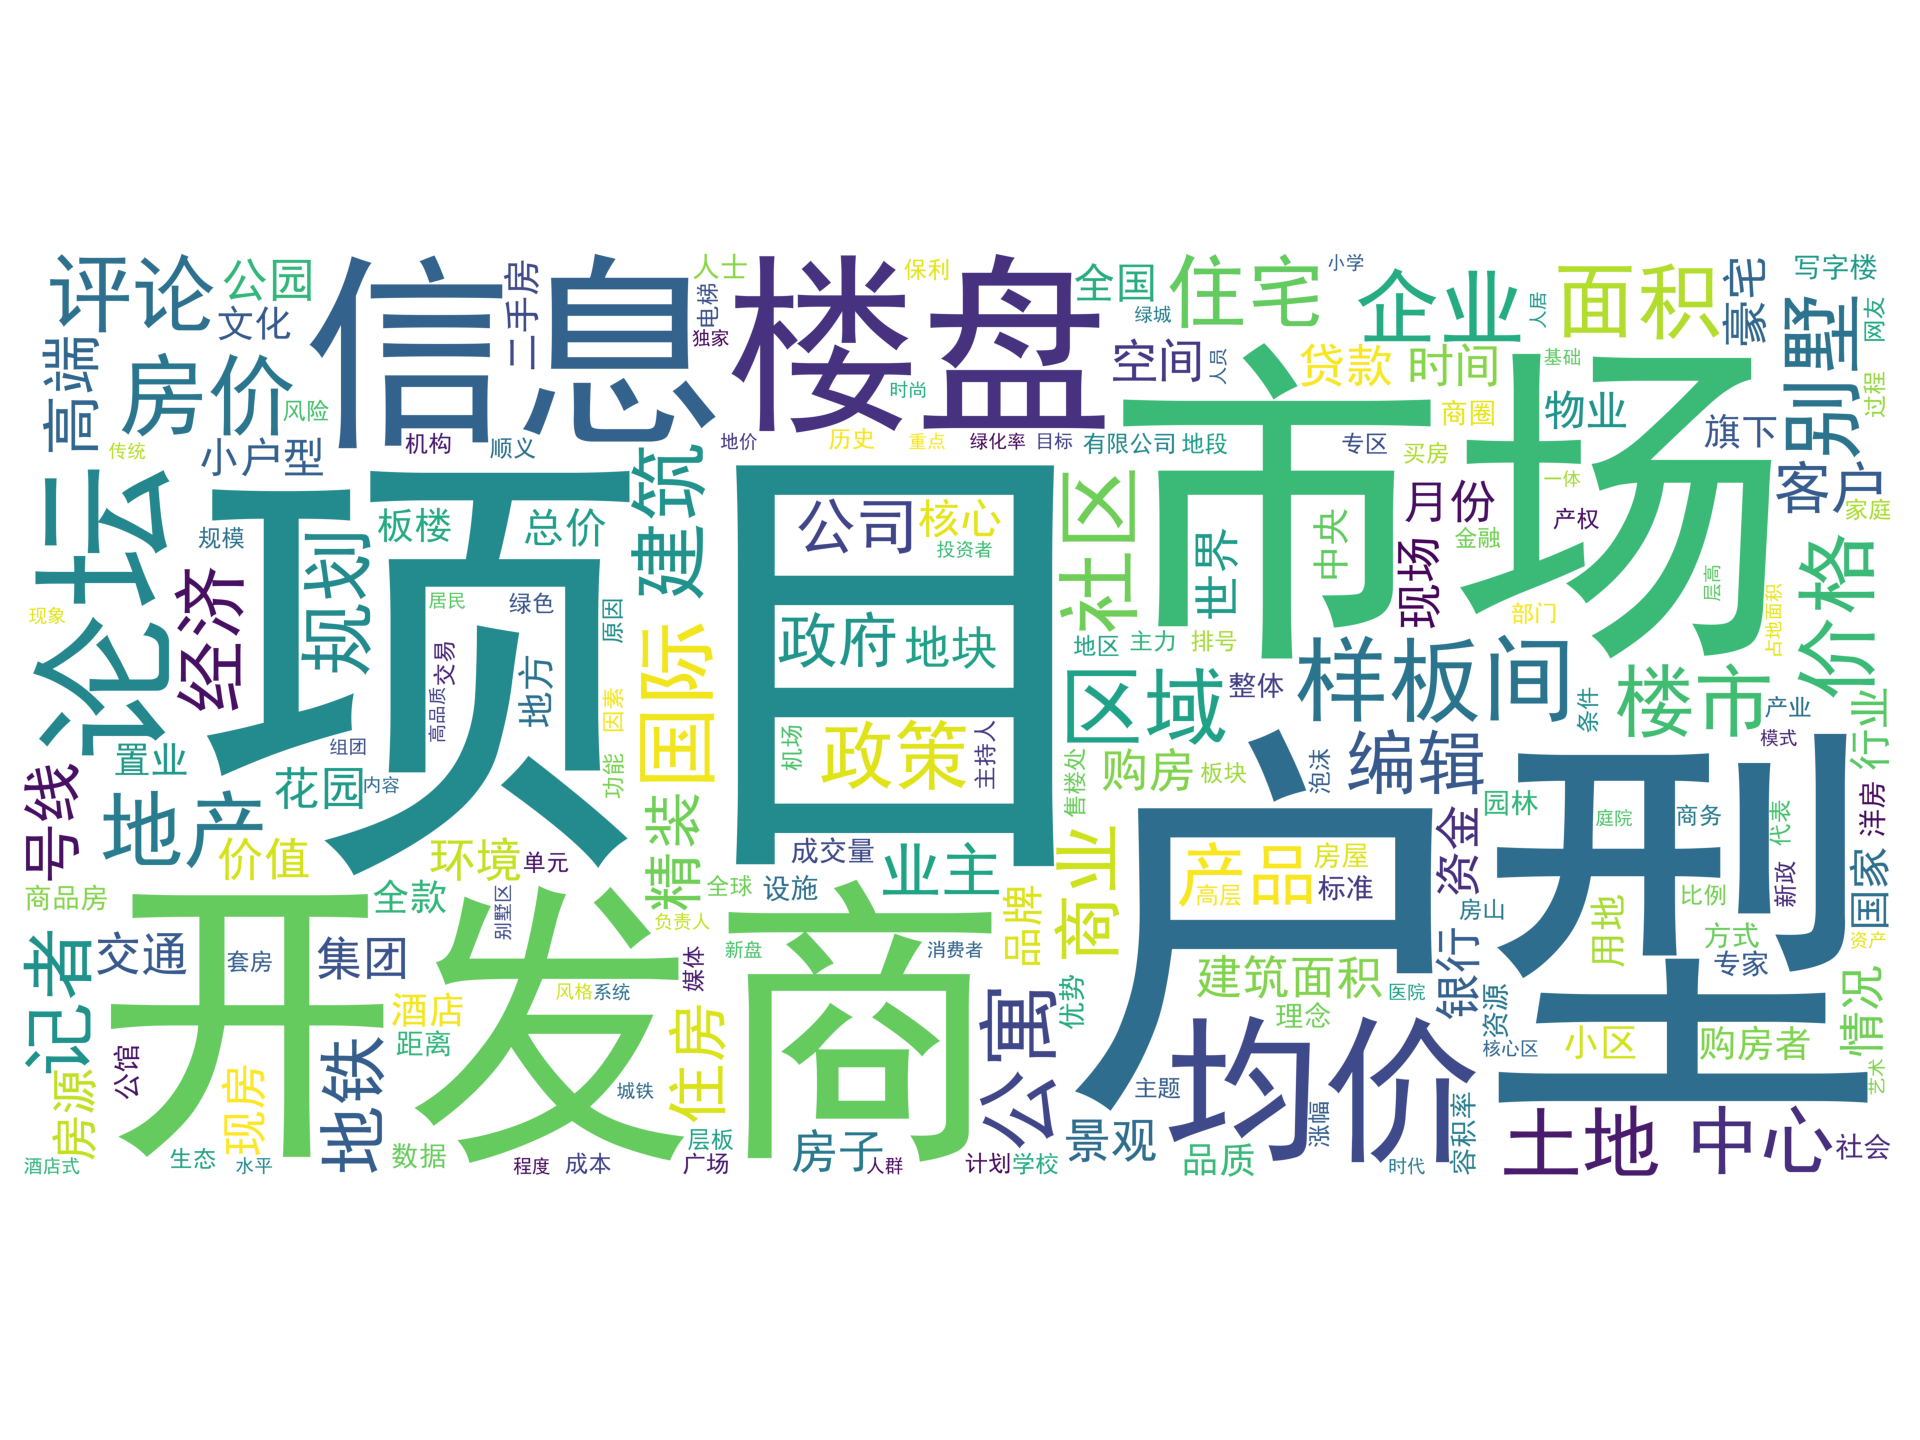 评论
公园
信息
二手房
人士
楼盘
保利
全国
住宅
小学
企业
面积
豪宅
写字楼
文化
电梯
独家
绿城
人居
别墅
网友
高端
房价
风险
时尚
空间
人员
贷款
时间
基础
物业
过程
传统
小户型
机构
顺义
地价
历史
重点
绿化率
目标
有限公司
地段
市场
专区
买房
商圈
旗下
论坛
项目
规模
规划
板楼
总价
建筑
公司
核心
投资者
社区
世界
中央
月份
一体
产权
客户
家庭
现场
金融
经济
现象
居民
绿色
原因
政府
地块
地区
主力
排号
部门
层高
占地面积
价格
交易
高品质
地方
因素
国际
区域
整体
样板间
条件
楼市
产业
模式
行业
置业
组团
花园
内容
功能
机场
政策
主持人
售楼处
购房
板块
泡沫
编辑
户型
号线
地产
价值
环境
单元
精装
成交量
业主
商业
产品
高层
房屋
标准
资金
园林
庭院
商务
代表
洋房
商品房
全款
别墅区
全球
设施
负责人
品牌
房山
比例
新政
国家
记者
交通
套房
集团
开发商
媒体
新盘
消费者
建筑面积
银行
用地
方式
专家
资产
酒店
风格
系统
优势
理念
医院
资源
情况
公馆
距离
公寓
均价
核心区
小区
购房者
房源
现房
地铁
城铁
住房
主题
涨幅
容积率
艺术
酒店式
生态
水平
数据
程度
成本
层板
广场
房子
人群
计划
学校
景观
品质
时代
土地
中心
社会